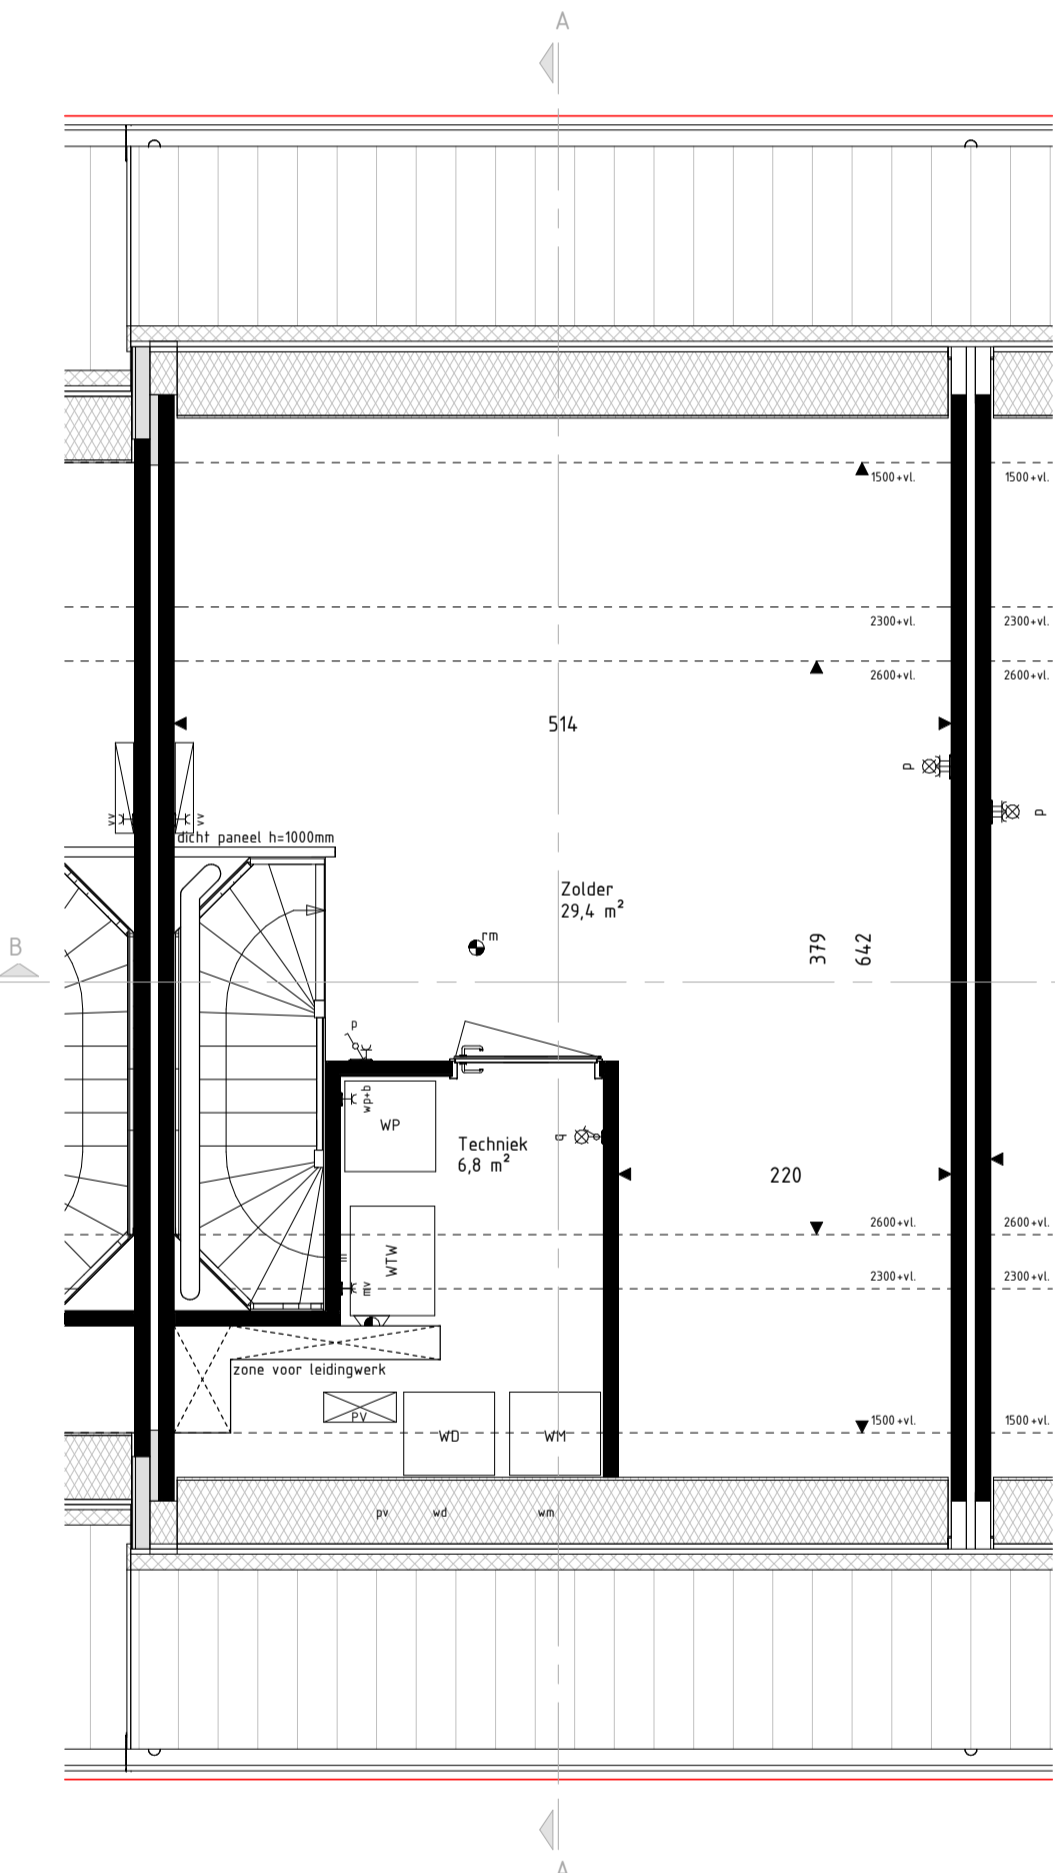 A
1500+vl.
1500+vl.
2300+vl.
2300+vl.
2600+vl.
2600+vl.
514
p
p
vv
vv
dicht paneel h=1000mm
Zolder
29,4 m²
rm
379
642
B
p
wp+b
WP
q
Techniek
6,8 m²
220
2600+vl.
2600+vl.
WTW
2300+vl.
2300+vl.
mv
zone voor leidingwerk
PV
1500+vl.
1500+vl.
WD
WM
pv
wd
wm
A